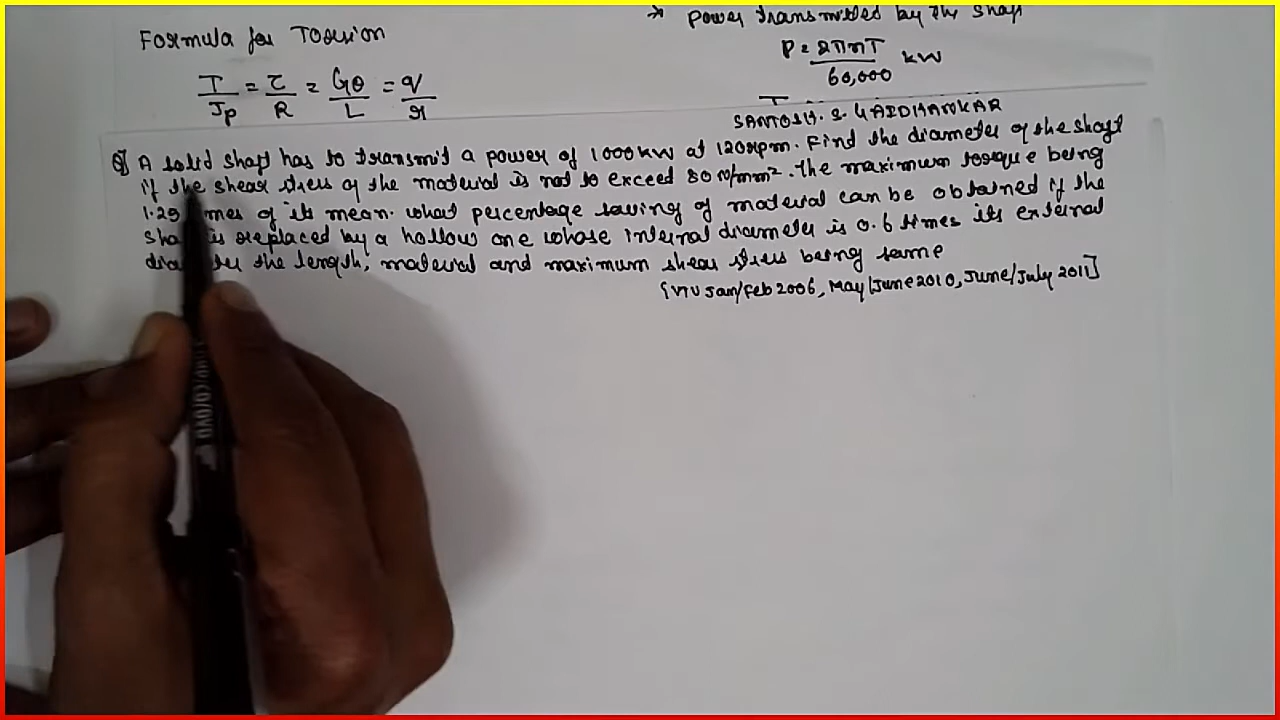 → Power transmitted by the shaft
Formula for Torsion
P = 2πnT / 60,000 kW
T/Jp = τ/R = Gθ/L = q/r
SANTOSH. S. GAIDHANKAR
Q] A solid shaft has to transmit a power of 1000kW at 120rpm. Find the diameter of the shaft
if the shear stress of the material is not to exceed 80 N/mm². The maximum torque being
1.25 times of its mean. what percentage saving of material can be obtained if the
is replaced by a hollow one whose internal diameter is 0.6 times its external
the length, material and maximum shear stress being same
[VTU Jan/Feb 2006, May/June 2010, June/July 2011]